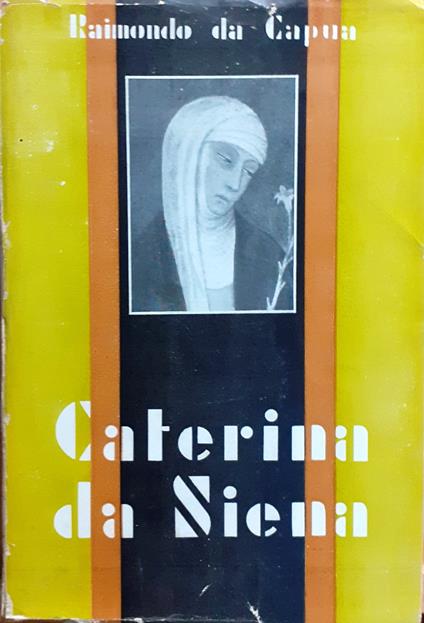 Raimondo da Capua
Caterina
da Siena